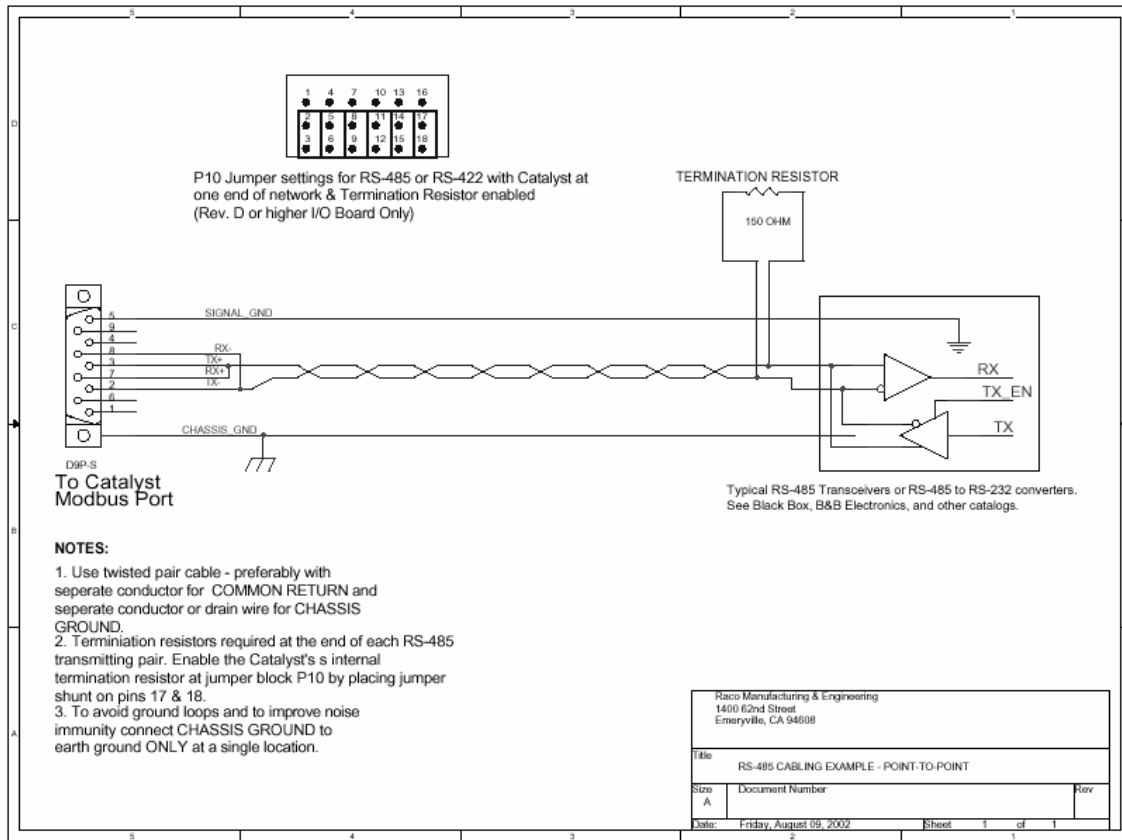 5 4 3 2 1
D
C
B
A
1 4 7 10 13 16
2 5 8 11 14 17
3 6 9 12 15 18
P10 Jumper settings for RS-485 or RS-422 with Catalyst at
one end of network & Termination Resistor enabled
(Rev. D or higher I/O Board Only)
TERMINATION RESISTOR
150 OHM
5
9
4
8
3
7
2
6
1
SIGNAL_GND
RX-
TX+
RX+
TX-
CHASSIS_GND
D9P-S
To Catalyst
Modbus Port
RX
TX_EN
TX
Typical RS-485 Transceivers or RS-485 to RS-232 converters.
See Black Box, B&B Electronics, and other catalogs.
NOTES:
1. Use twisted pair cable - preferably with
seperate conductor for COMMON RETURN and
seperate conductor or drain wire for CHASSIS
GROUND.
2. Terminiation resistors required at the end of each RS-485
transmitting pair. Enable the Catalyst's s internal
termination resistor at jumper block P10 by placing jumper
shunt on pins 17 & 18.
3. To avoid ground loops and to improve noise
immunity connect CHASSIS GROUND to
earth ground ONLY at a single location.
Raco Manufacturing & Engineering
1400 62nd Street
Emeryville, CA 94608
Title
RS-485 CABLING EXAMPLE - POINT-TO-POINT
Size Document Number Rev
A
Date: Friday, August 09, 2002 Sheet 1 of 1
5 4 3 2 1